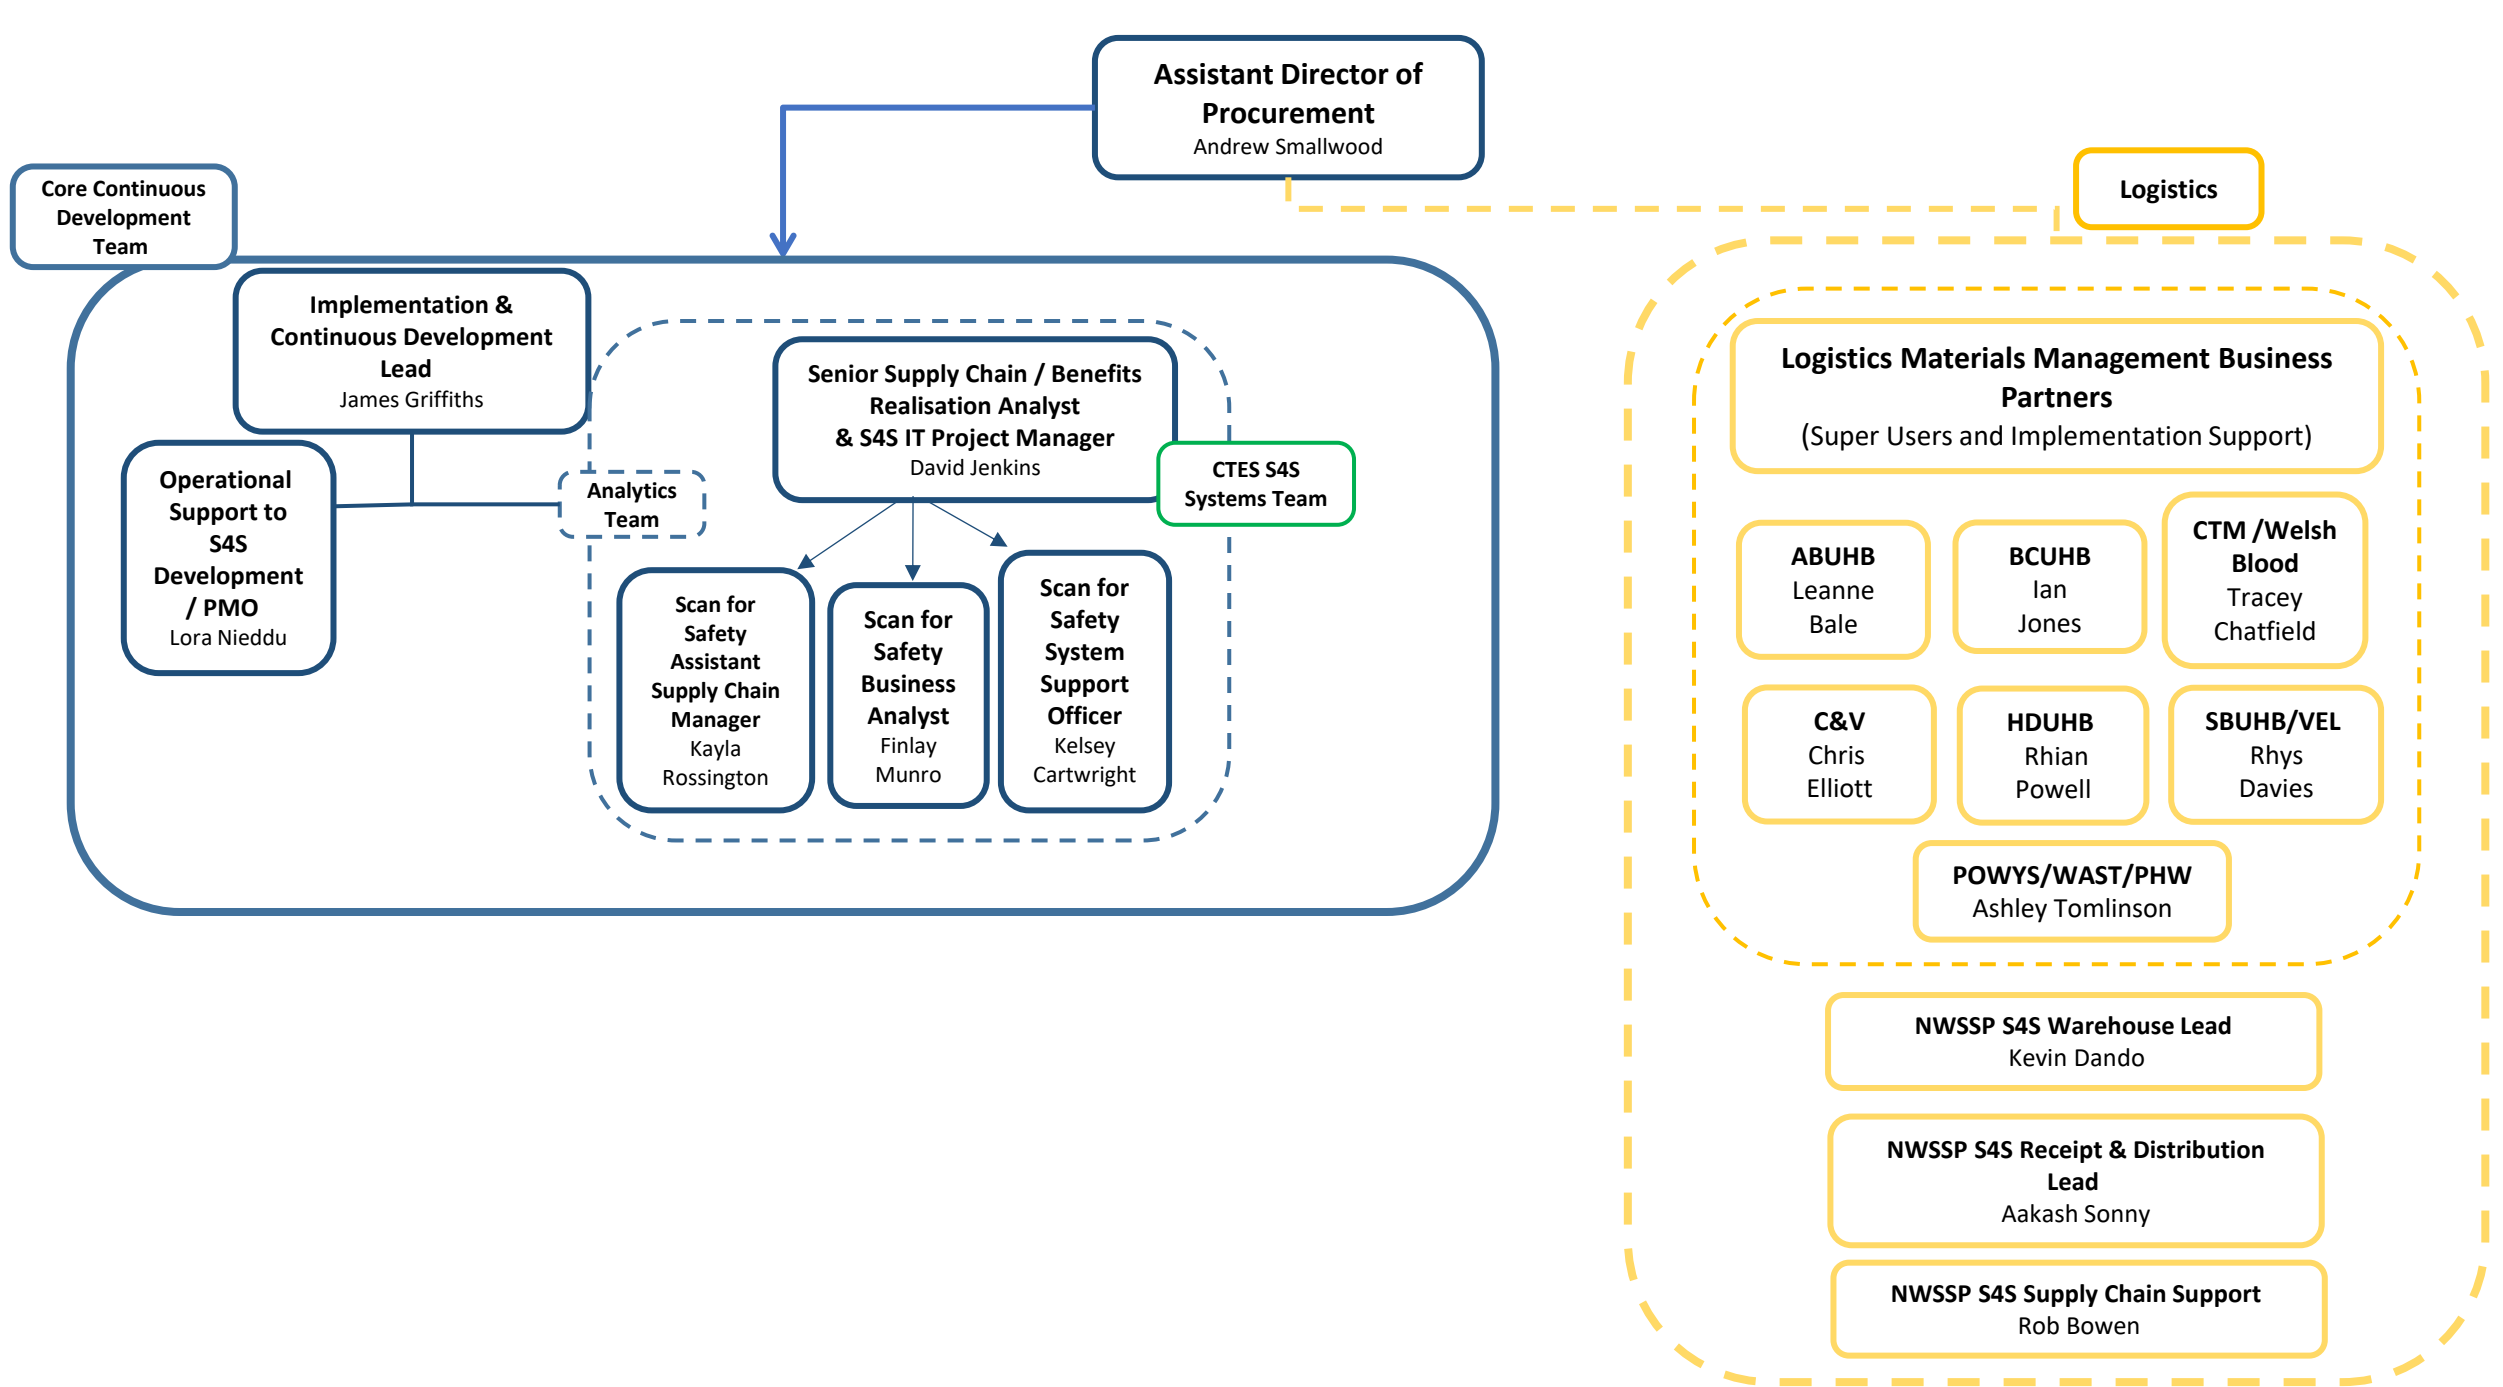 Assistant Director of
Procurement
Andrew Smallwood
Core Continuous
Development
Team
Implementation &
Continuous Development
Lead
James Griffiths
Operational
Support to
S4S
Development
/ PMO
Lora Nieddu
Analytics
Team
Senior Supply Chain / Benefits
Realisation Analyst
& S4S IT Project Manager
David Jenkins
CTES S4S
Systems Team
Scan for
Safety
Assistant
Supply Chain
Manager
Kayla
Rossington
Scan for
Safety
Business
Analyst
Finlay
Munro
Scan for
Safety
System
Support
Officer
Kelsey
Cartwright
Logistics
Logistics Materials Management Business
Partners
(Super Users and Implementation Support)
ABUHB
Leanne
Bale
BCUHB
Ian
Jones
CTM /Welsh
Blood
Tracey
Chatfield
C&V
Chris
Elliott
HDUHB
Rhian
Powell
SBUHB/VEL
Rhys
Davies
POWYS/WAST/PHW
Ashley Tomlinson
NWSSP S4S Warehouse Lead
Kevin Dando
NWSSP S4S Receipt & Distribution
Lead
Aakash Sonny
NWSSP S4S Supply Chain Support
Rob Bowen